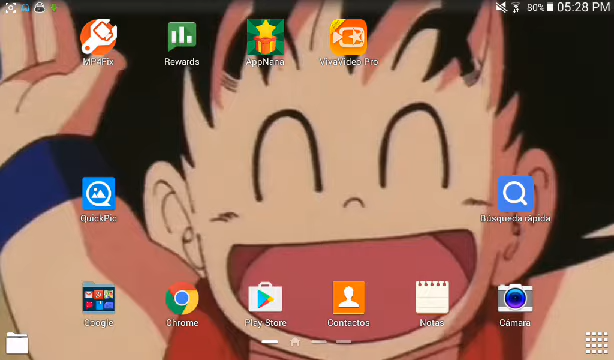 80% 05:28 PM
MP4Fix Rewards AppNana VivaVideo Pro
QuickPic Búsqueda rápida
Google Chrome Play Store Contactos Notas Cámara